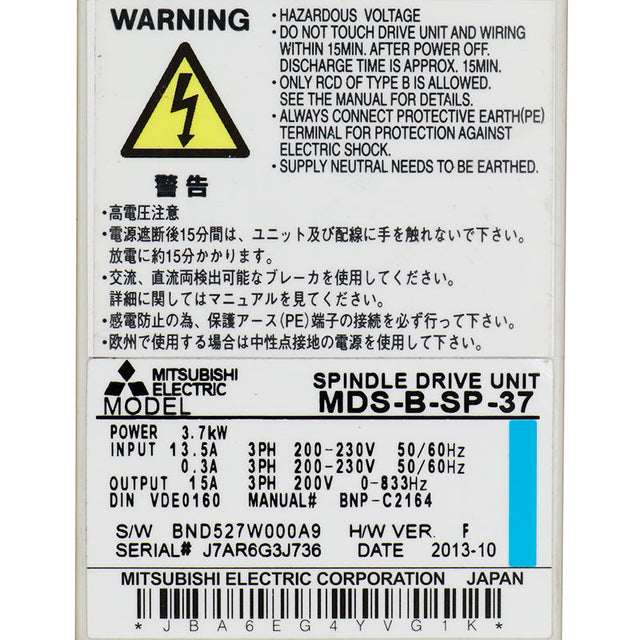 WARNING
・HAZARDOUS VOLTAGE
・DO NOT TOUCH DRIVE UNIT AND WIRING
WITHIN 15MIN. AFTER POWER OFF.
DISCHARGE TIME IS APPROX. 15MIN.
・ONLY RCD OF TYPE B IS ALLOWED.
SEE THE MANUAL FOR DETAILS.
・ALWAYS CONNECT PROTECTIVE EARTH(PE)
TERMINAL FOR PROTECTION AGAINST
ELECTRIC SHOCK.
・SUPPLY NEUTRAL NEEDS TO BE EARTHED.
警告
・高電圧注意
・電源遮断後15分間は、ユニット及び配線に手を触れないで下さい。
放電に約15分かかります。
・交流、直流両検出可能なブレーカを使用してください。
詳細に関してはマニュアルを見てください。
・感電防止の為、保護アース(PE)端子の接続を必ず行って下さい。
・欧州で使用する場合は中性点接地の電源を使用して下さい。
MITSUBISHI
ELECTRIC
SPINDLE DRIVE UNIT
MODEL MDS-B-SP-37
POWER 3.7kW
INPUT 13.5A 3PH 200-230V 50/60Hz
0.3A 3PH 200-230V 50/60Hz
OUTPUT 15A 3PH 200V 0-833Hz
DIN VDE0160 MANUAL# BNP-C2164
S/W BND527W000A9 H/W VER. F
SERIAL# J7AR6G3J736 DATE 2013-10
MITSUBISHI ELECTRIC CORPORATION JAPAN
*JBA6EG4YVG1K*